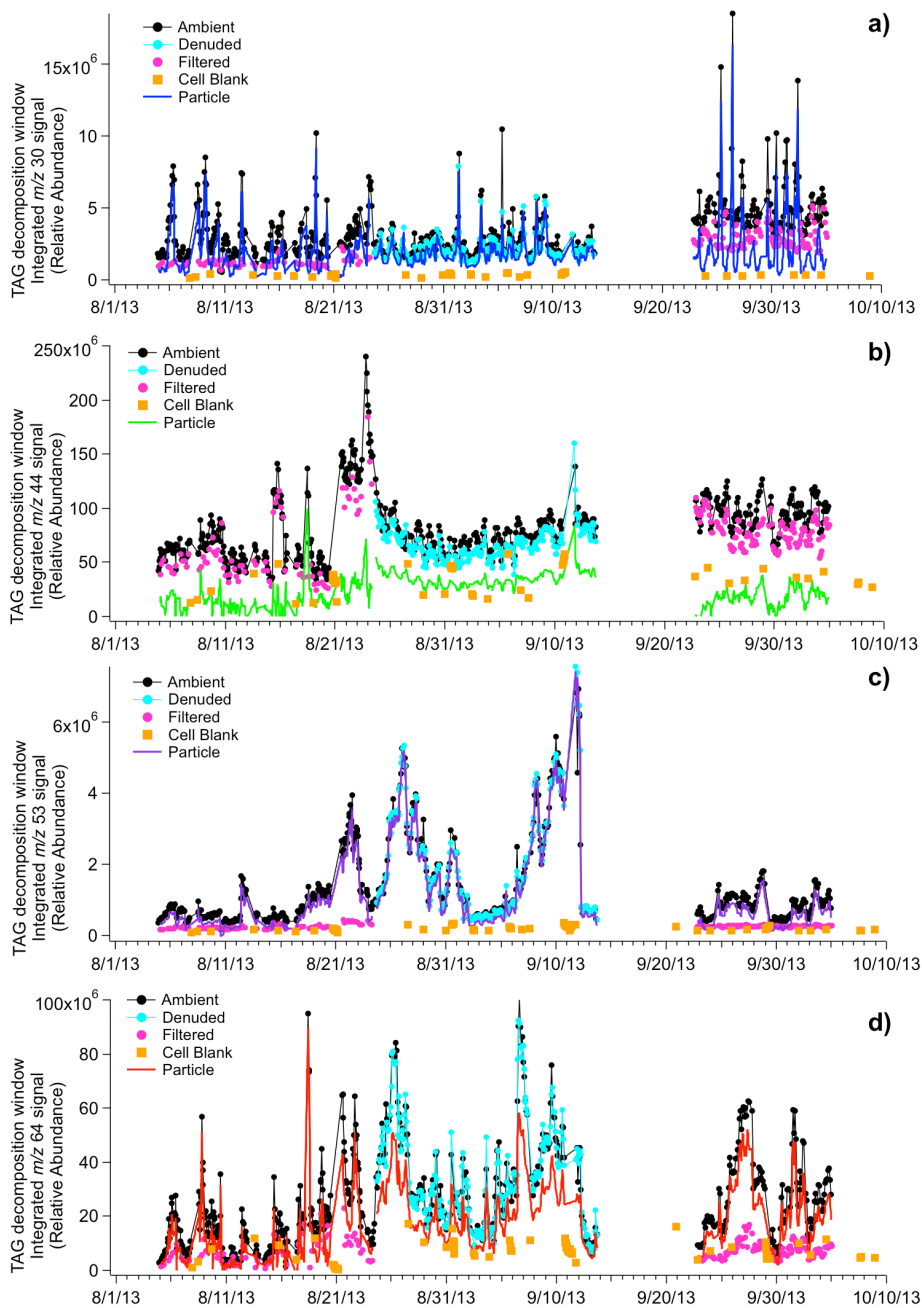 a)
Ambient
Denuded
Filtered
Cell Blank
Particle
TAG decomposition window
Integrated m/z 30 signal
(Relative Abundance)
15x10⁶
10
5
0
8/1/13 8/11/13 8/21/13 8/31/13 9/10/13 9/20/13 9/30/13 10/10/13
b)
Ambient
Denuded
Filtered
Cell Blank
Particle
TAG decomposition window
Integrated m/z 44 signal
(Relative Abundance)
250x10⁶
200
150
100
50
0
8/1/13 8/11/13 8/21/13 8/31/13 9/10/13 9/20/13 9/30/13 10/10/13
c)
Ambient
Denuded
Filtered
Cell Blank
Particle
TAG decomposition window
Integrated m/z 53 signal
(Relative Abundance)
6x10⁶
4
2
0
8/1/13 8/11/13 8/21/13 8/31/13 9/10/13 9/20/13 9/30/13 10/10/13
d)
Ambient
Denuded
Filtered
Cell Blank
Particle
TAG decomposition window
Integrated m/z 64 signal
(Relative Abundance)
100x10⁶
80
60
40
20
0
8/1/13 8/11/13 8/21/13 8/31/13 9/10/13 9/20/13 9/30/13 10/10/13